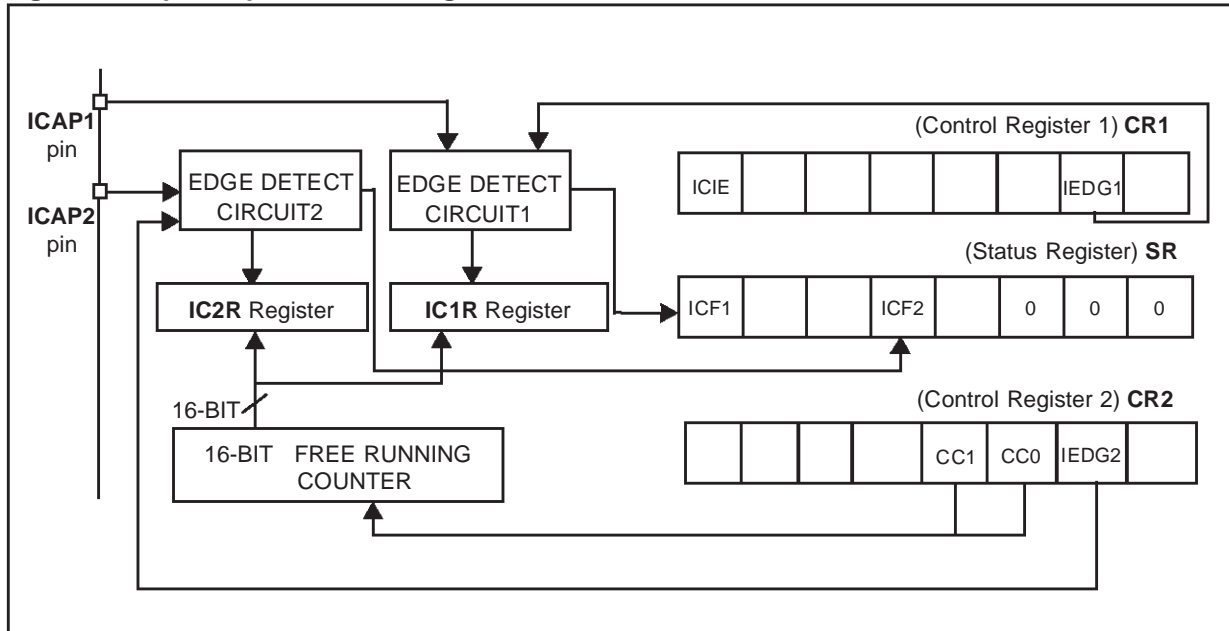 ICAP1
pin
ICAP2
pin
EDGE DETECT
CIRCUIT2
EDGE DETECT
CIRCUIT1
IC2R Register
IC1R Register
16-BIT
16-BIT FREE RUNNING
COUNTER
(Control Register 1) CR1
ICIE IEDG1
(Status Register) SR
ICF1 ICF2 0 0 0
(Control Register 2) CR2
CC1 CC0 IEDG2